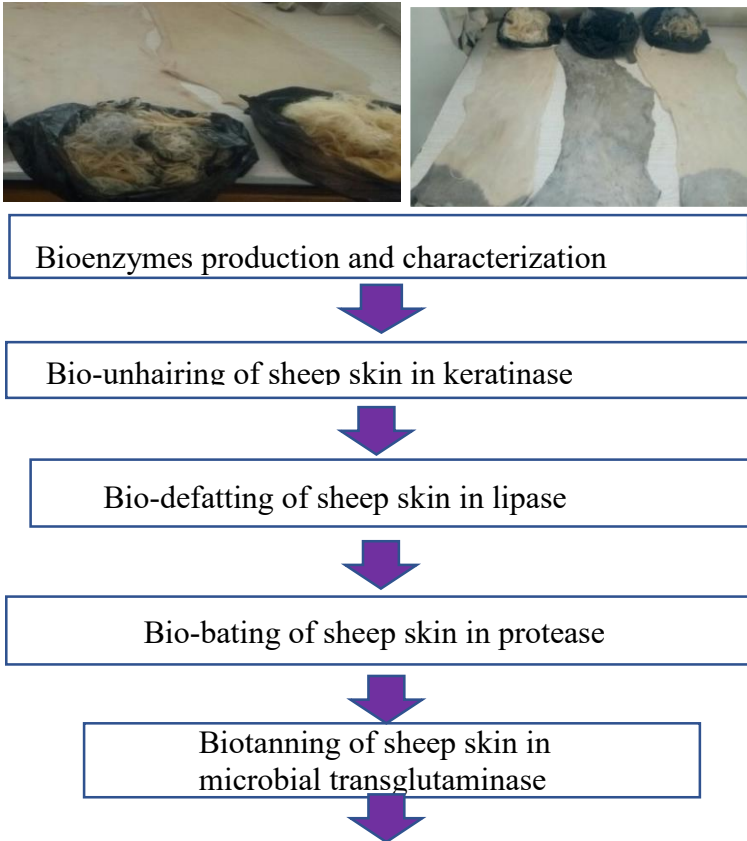 Bioenzymes production and characterization
Bio-unhairing of sheep skin in keratinase
Bio-defatting of sheep skin in lipase
Bio-bating of sheep skin in protease
Biotanning of sheep skin in
microbial transglutaminase